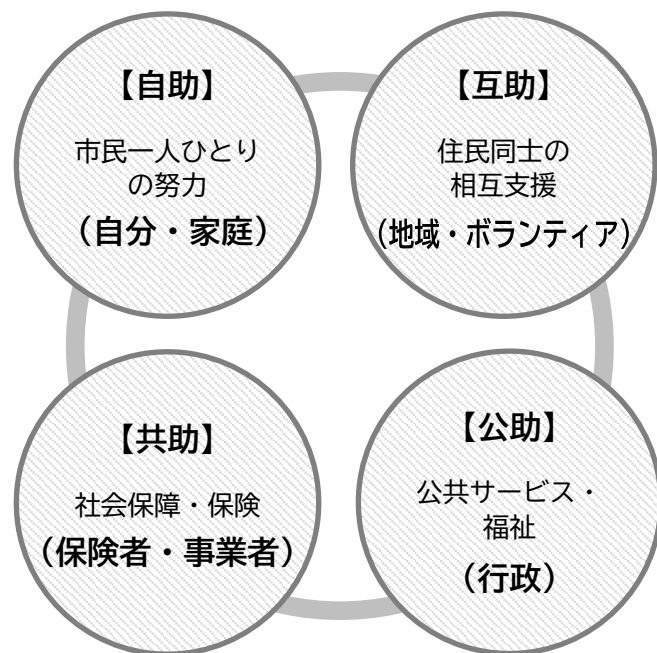 【自助】
市民一人ひとり
の努力
（自分・家庭）
【互助】
住民同士の
相互支援
（地域・ボランティア）
【共助】
社会保障・保険
（保険者・事業者）
【公助】
公共サービス・
福祉
（行政）